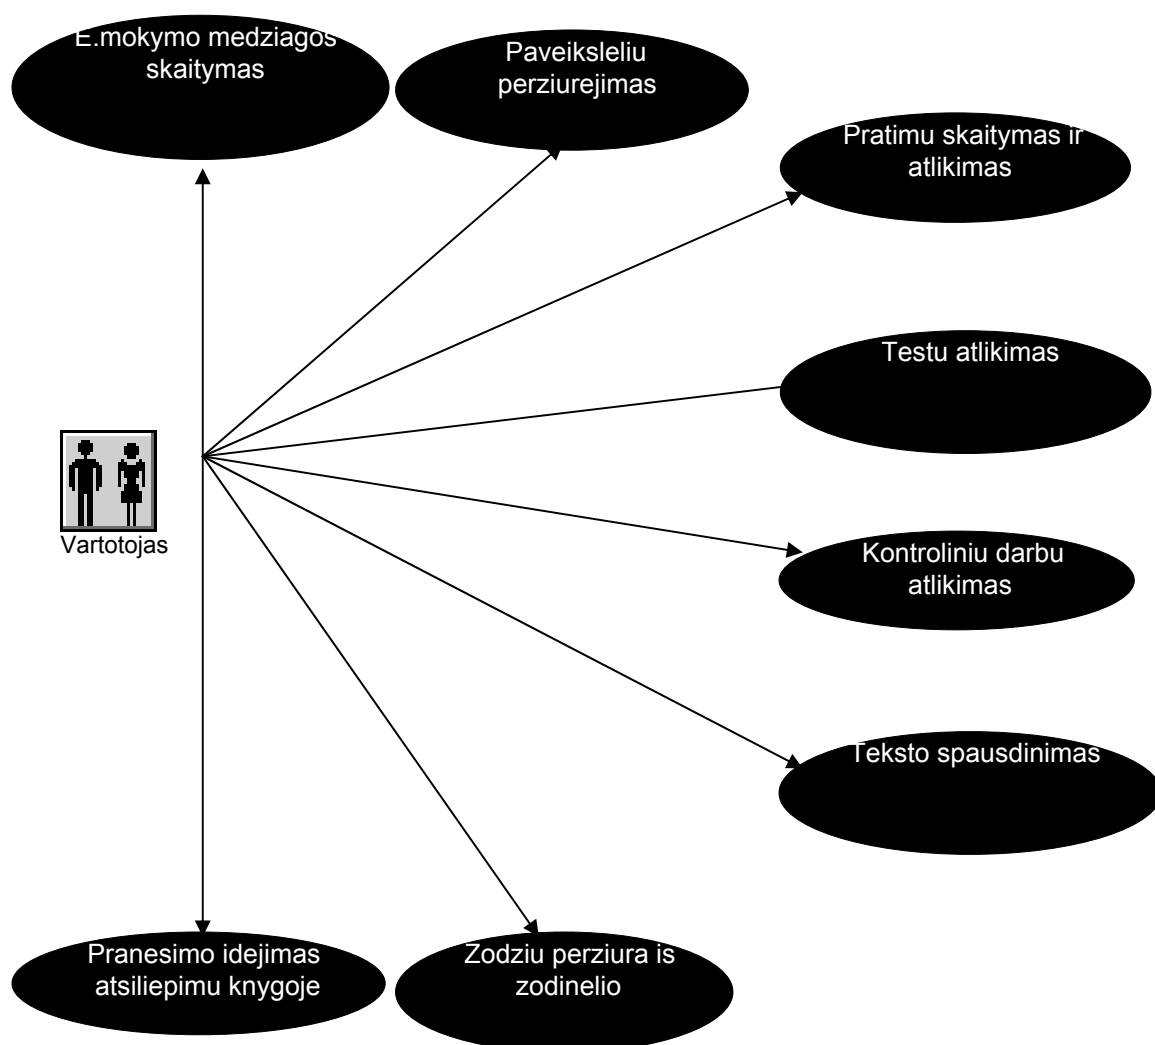 E.mokymo medziagos
skaitymas
Paveiksleliu
perziurejimas
Pratimu skaitymas ir
atlikimas
Testu atlikimas
Vartotojas
Kontroliniu darbu
atlikimas
Teksto spausdinimas
Pranesimo idejimas
atsiliepimu knygoje
Zodziu perziura is
zodinelio